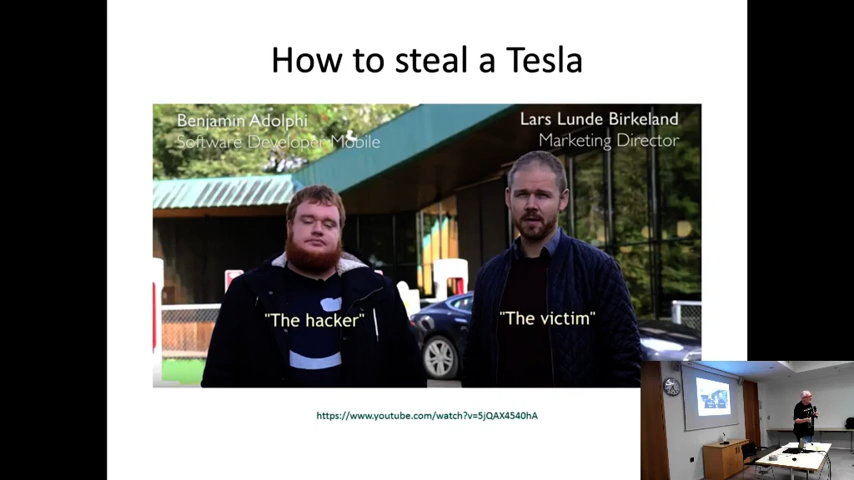 How to steal a Tesla
Benjamin Adolphi
Software Developer Mobile
Lars Lunde Birkeland
Marketing Director
"The hacker"
"The victim"
https://www.youtube.com/watch?v=5jQAX4540hA